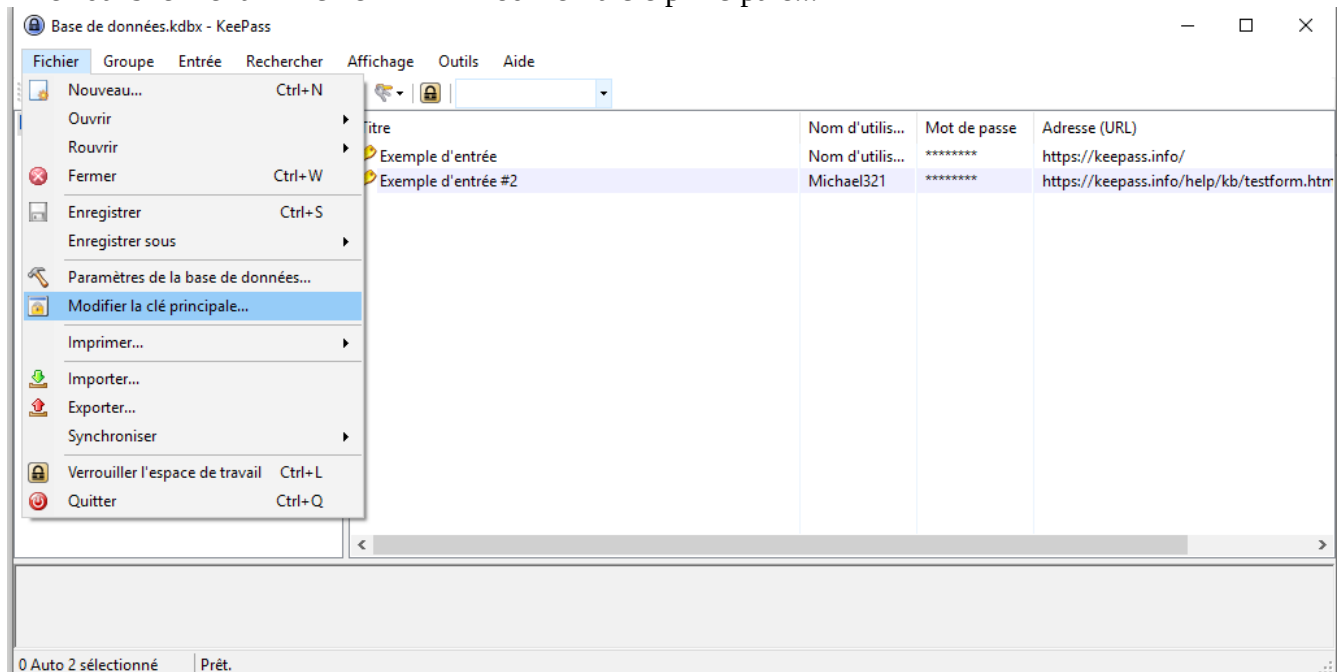 Base de données.kdbx - KeePass
Fichier Groupe Entrée Rechercher Affichage Outils Aide
Nouveau... Ctrl+N
Ouvrir
Rouvrir
Fermer Ctrl+W
Enregistrer Ctrl+S
Enregistrer sous
Paramètres de la base de données...
Modifier la clé principale...
Imprimer...
Importer...
Exporter...
Synchroniser
Verrouiller l'espace de travail Ctrl+L
Quitter Ctrl+Q
Titre Nom d'utilis... Mot de passe Adresse (URL)
Exemple d'entrée Nom d'utilis... ******** https://keepass.info/
Exemple d'entrée #2 Michael321 ******** https://keepass.info/help/kb/testform.htm
0 Auto 2 sélectionné Prêt.